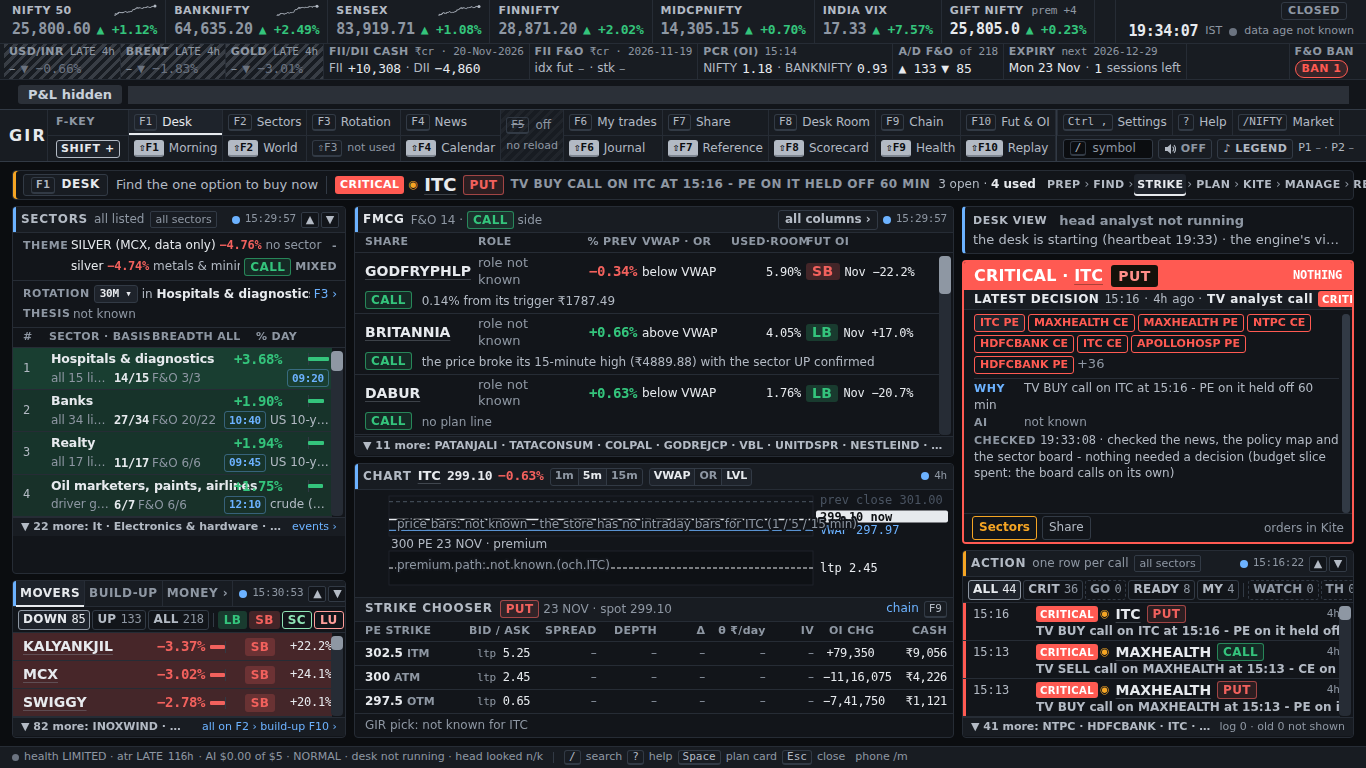 NIFTY 50
25,800.60 ▲ +1.12%
BANKNIFTY
64,635.20 ▲ +2.49%
SENSEX
83,919.71 ▲ +1.08%
FINNIFTY
28,871.20 ▲ +2.02%
MIDCPNIFTY
14,305.15 ▲ +0.70%
INDIA VIX
17.33 ▲ +7.57%
GIFT NIFTY prem +4
25,805.0 ▲ +0.23%
CLOSED
19:34:07 IST ● data age not known
USD/INR LATE 4h
– ▼ −0.66%
BRENT LATE 4h
– ▼ −1.83%
GOLD LATE 4h
– ▼ −3.01%
FII/DII CASH ₹cr · 20-Nov-2026
FII +10,308 · DII −4,860
FII F&O ₹cr · 2026-11-19
idx fut – · stk –
PCR (OI) 15:14
NIFTY 1.18 · BANKNIFTY 0.93
A/D F&O of 218
▲ 133 ▼ 85
EXPIRY next 2026-12-29
Mon 23 Nov · 1 sessions left
F&O BAN
BAN 1
P&L hidden
GIR
F-KEY
SHIFT +
F1 Desk
⇧F1 Morning
F2 Sectors
⇧F2 World
F3 Rotation
⇧F3 not used
F4 News
⇧F4 Calendar
F5 off
no reload
F6 My trades
⇧F6 Journal
F7 Share
⇧F7 Reference
F8 Desk Room
⇧F8 Scorecard
F9 Chain
⇧F9 Health
F10 Fut & OI
⇧F10 Replay
Ctrl , Settings ? Help /NIFTY Market
/ symbol OFF ♪ LEGEND P1 – · P2 –
F1 DESK Find the one option to buy now
CRITICAL ◉ ITC PUT TV BUY CALL ON ITC AT 15:16 - PE ON IT HELD OFF 60 MIN 3 open · 4 used
PREP › FIND › STRIKE › PLAN › KITE › MANAGE › RE
SECTORS all listed all sectors ● 15:29:57 ▲ ▼
THEME SILVER (MCX, data only) −4.76% no sector -
silver −4.74% metals & minin CALL MIXED
ROTATION 30M ▾ in Hospitals & diagnostic F3 ›
THESIS not known
# SECTOR · BASIS BREADTH ALL % DAY
1 Hospitals & diagnostics +3.68%
all 15 li… 14/15 F&O 3/3 09:20
2 Banks +1.90%
all 34 li… 27/34 F&O 20/22 10:40 US 10-y…
3 Realty +1.94%
all 17 li… 11/17 F&O 6/6 09:45 US 10-y…
4 Oil marketers, paints, airlines +1.75%
driver g… 6/7 F&O 6/6 12:10 crude (…
▼ 22 more: It · Electronics & hardware · … events ›
MOVERS BUILD-UP MONEY › ● 15:30:53 ▲ ▼
DOWN 85 UP 133 ALL 218 LB SB SC LU
KALYANKJIL −3.37% SB +22.2%
MCX −3.02% SB +24.1%
SWIGGY −2.78% SB +20.1%
▼ 82 more: INOXWIND · … all on F2 › build-up F10 ›
FMCG F&O 14 · CALL side all columns › ● 15:29:57
SHARE ROLE % PREV VWAP · OR USED·ROOM FUT OI
GODFRYPHLP role not known −0.34% below VWAP 5.90% SB Nov −22.2%
CALL 0.14% from its trigger ₹1787.49
BRITANNIA role not known +0.66% above VWAP 4.05% LB Nov +17.0%
CALL the price broke its 15-minute high (₹4889.88) with the sector UP confirmed
DABUR role not known +0.63% below VWAP 1.76% LB Nov −20.7%
CALL no plan line
▼ 11 more: PATANJALI · TATACONSUM · COLPAL · GODREJCP · VBL · UNITDSPR · NESTLEIND · …
CHART ITC 299.10 −0.63% 1m 5m 15m VWAP OR LVL ● 4h
prev close 301.00
299.10 now
VWAP 297.97
price bars: not known - the store has no intraday bars for ITC (1 / 5 / 15 min)
300 PE 23 NOV · premium
premium path: not known (och.ITC)
ltp 2.45
STRIKE CHOOSER PUT 23 NOV · spot 299.10 chain F9
PE STRIKE BID / ASK SPREAD DEPTH Δ θ ₹/day IV OI CHG CASH
302.5 ITM ltp 5.25 – – – – – +79,350 ₹9,056
300 ATM ltp 2.45 – – – – – −11,16,075 ₹4,226
297.5 OTM ltp 0.65 – – – – – −7,41,750 ₹1,121
GIR pick: not known for ITC
DESK VIEW head analyst not running
the desk is starting (heartbeat 19:33) · the engine's vi…
CRITICAL · ITC PUT NOTHING
LATEST DECISION 15:16 · 4h ago · TV analyst call CRITI
ITC PE MAXHEALTH CE MAXHEALTH PE NTPC CE
HDFCBANK CE ITC CE APOLLOHOSP PE
HDFCBANK PE +36
WHY TV BUY call on ITC at 15:16 - PE on it held off 60
min
AI not known
CHECKED 19:33:08 · checked the news, the policy map and
the sector board - nothing needed a decision (budget slice
spent: the board calls on its own)
Sectors Share orders in Kite
ACTION one row per call all sectors ● 15:16:22 ▲ ▼
ALL 44 CRIT 36 GO 0 READY 8 MY 4 WATCH 0 TH 0
15:16 CRITICAL ◉ ITC PUT 4h
TV BUY call on ITC at 15:16 - PE on it held off
15:13 CRITICAL ◉ MAXHEALTH CALL 4h
TV SELL call on MAXHEALTH at 15:13 - CE on
15:13 CRITICAL ◉ MAXHEALTH PUT 4h
TV BUY call on MAXHEALTH at 15:13 - PE on i
▼ 41 more: NTPC · HDFCBANK · ITC · … log 0 · old 0 not shown
● health LIMITED · atr LATE 116h · AI $0.00 of $5 · NORMAL · desk not running · head looked n/k / search ? help Space plan card Esc close phone /m